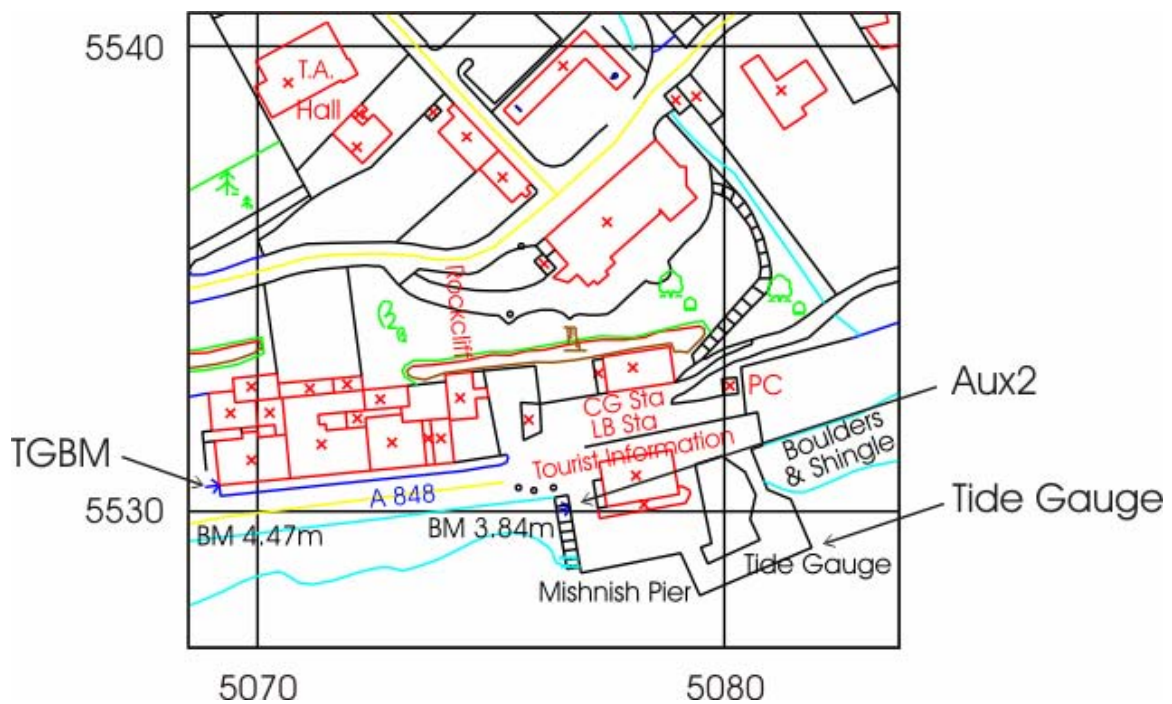 5540
T.A.
Hall
Rockcliff
CG Sta
LB Sta
PC
Aux2
Tourist Information
Boulders
& Shingle
TGBM
A 848
Tide Gauge
5530
BM 4.47m
BM 3.84m
Tide Gauge
Mishnish Pier
5070
5080